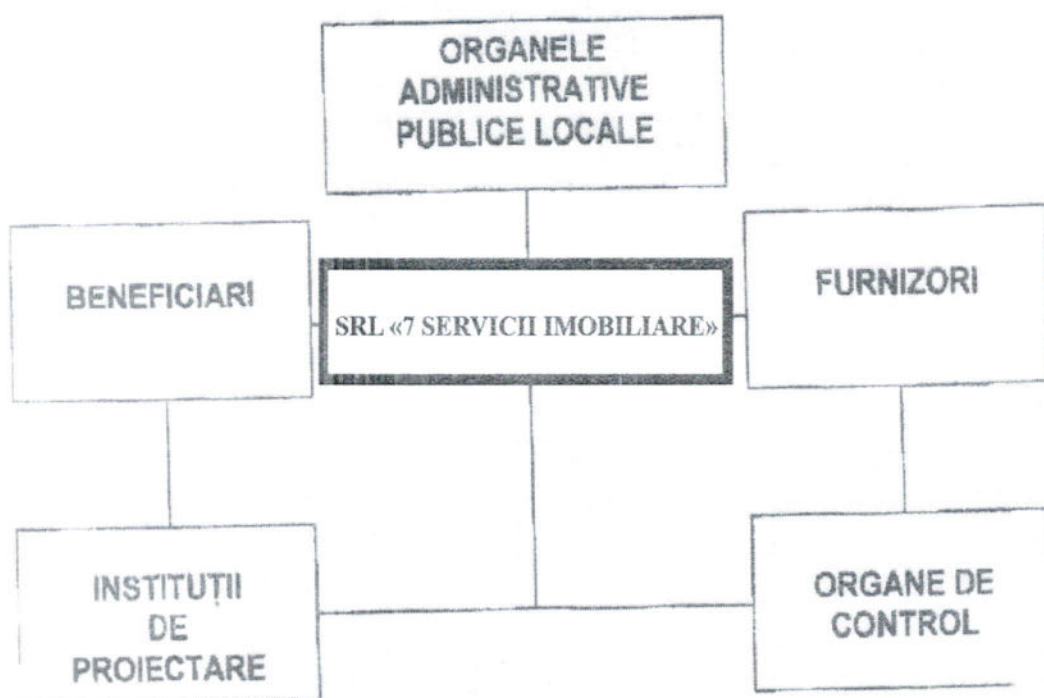 ORGANELE
ADMINISTRATIVE
PUBLICE LOCALE
BENEFICIARI
SRL «7 SERVICII IMOBILIARE»
FURNIZORI
INSTITUȚII
DE
PROIECTARE
ORGANE DE
CONTROL